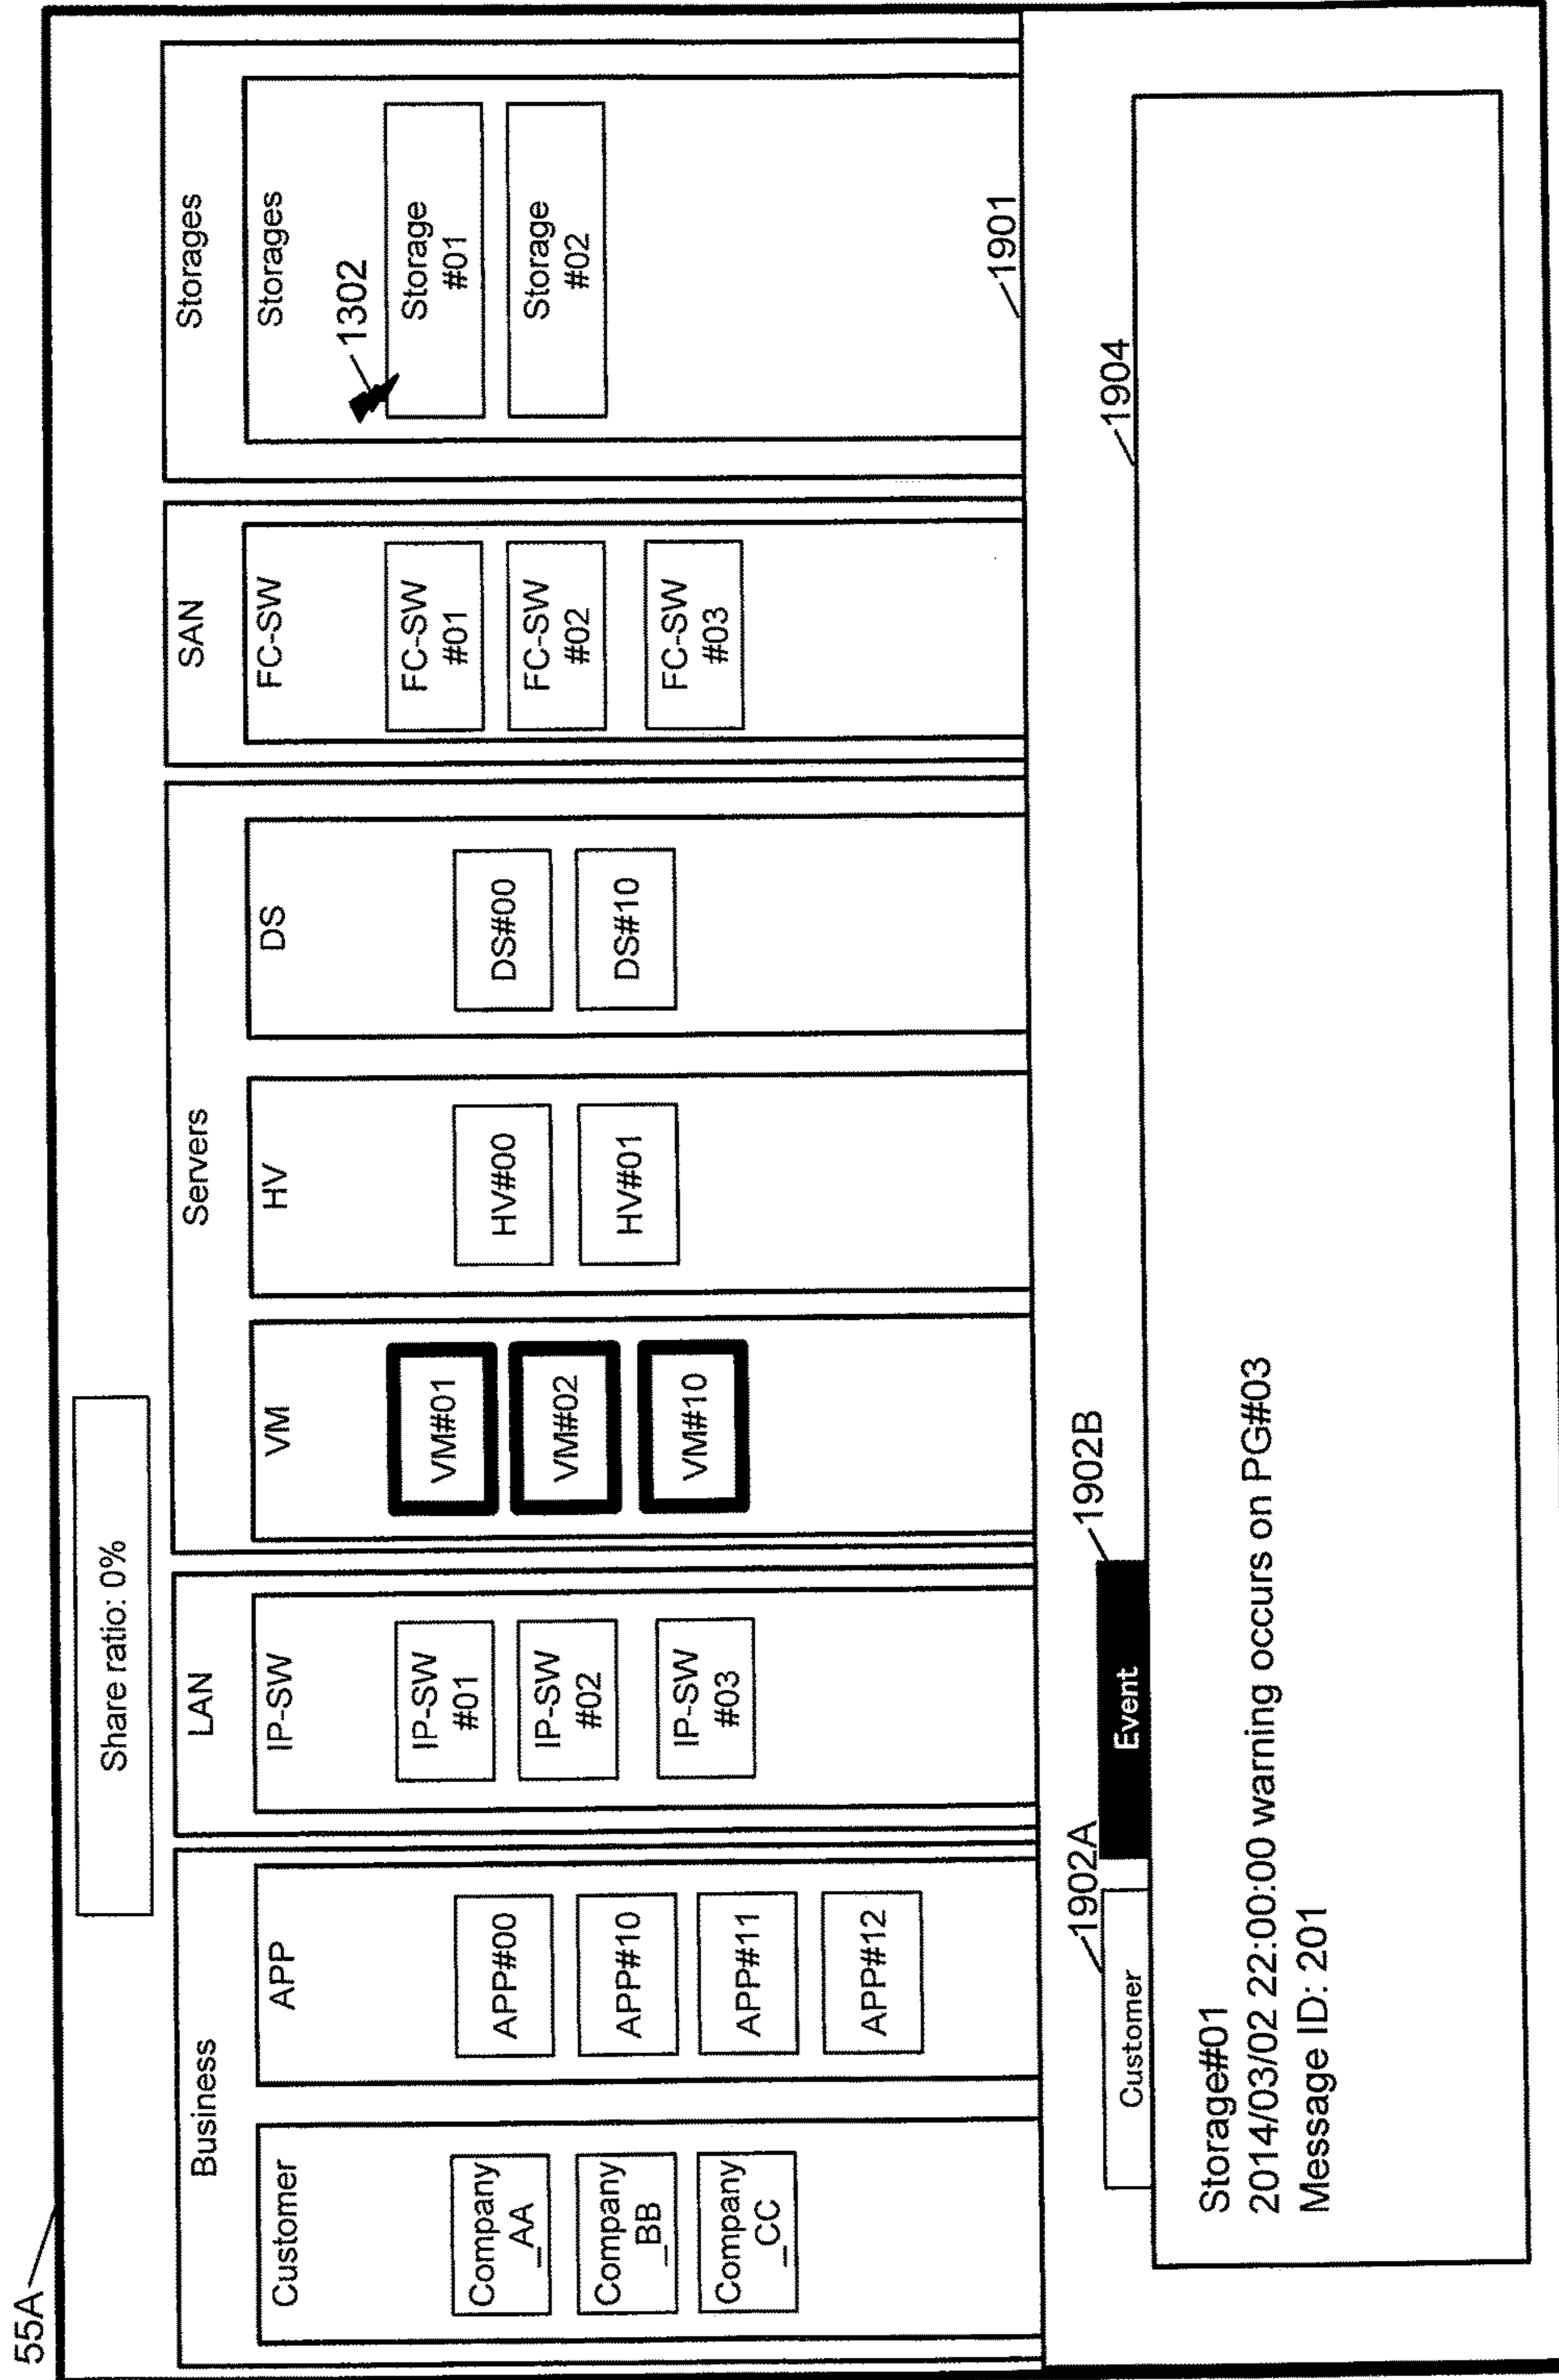 55A
Share ratio: 0%
Business
LAN
Servers
SAN
Storages
Customer
APP
IP-SW
VM
HV
DS
FC-SW
Storages
1302
Company
_AA
Company
_BB
Company
_CC
APP#00
APP#10
APP#11
APP#12
IP-SW
#01
IP-SW
#02
IP-SW
#03
VM#01
VM#02
VM#10
HV#00
HV#01
DS#00
DS#10
FC-SW
#01
FC-SW
#02
FC-SW
#03
Storage
#01
Storage
#02
1901
1902A
1902B
1904
Customer
Event
Storage#01
2014/03/02 22:00:00 warning occurs on PG#03
Message ID: 201